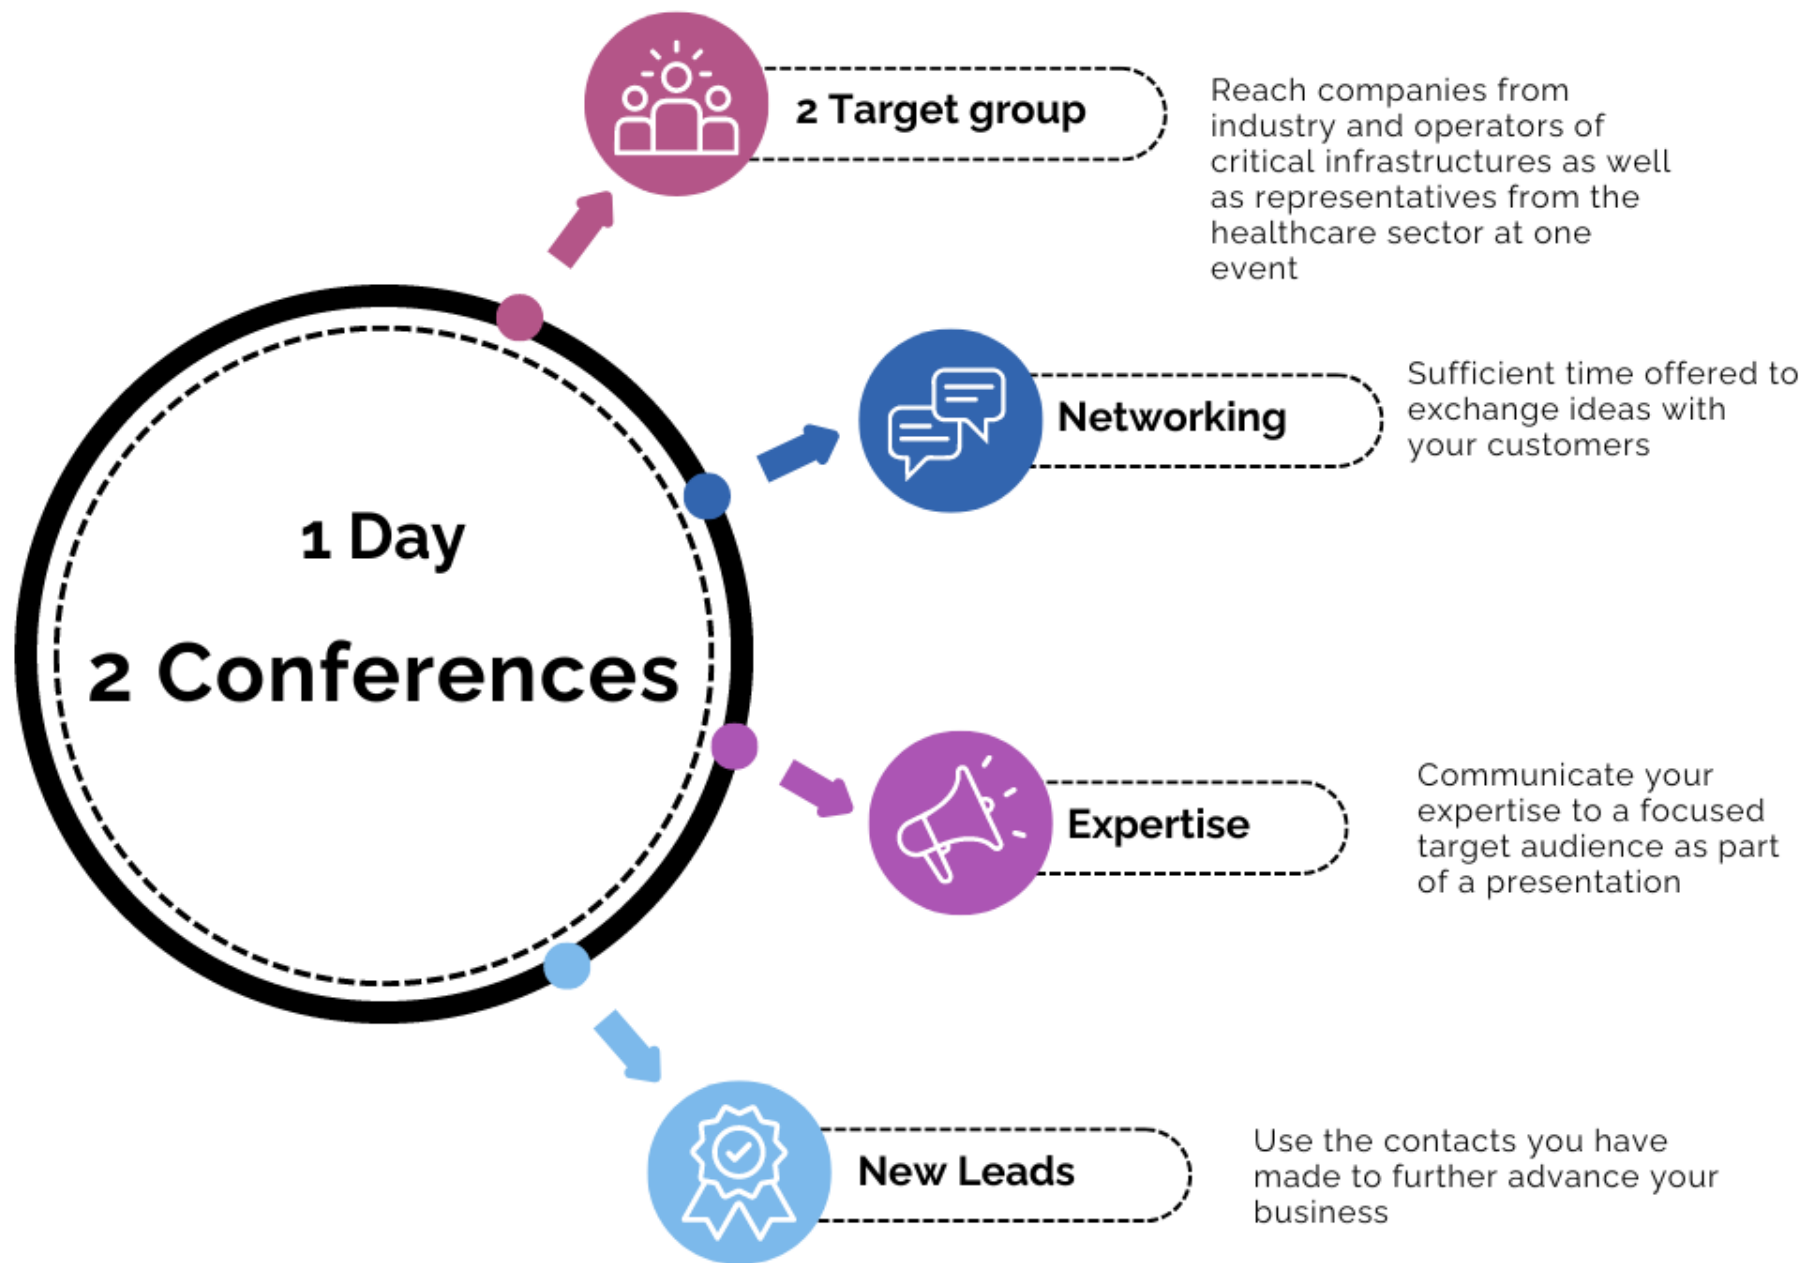 1 Day
2 Conferences
2 Target group
Reach companies from
industry and operators of
critical infrastructures as well
as representatives from the
healthcare sector at one
event
Networking
Sufficient time offered to
exchange ideas with
your customers
Expertise
Communicate your
expertise to a focused
target audience as part
of a presentation
New Leads
Use the contacts you have
made to further advance your
business